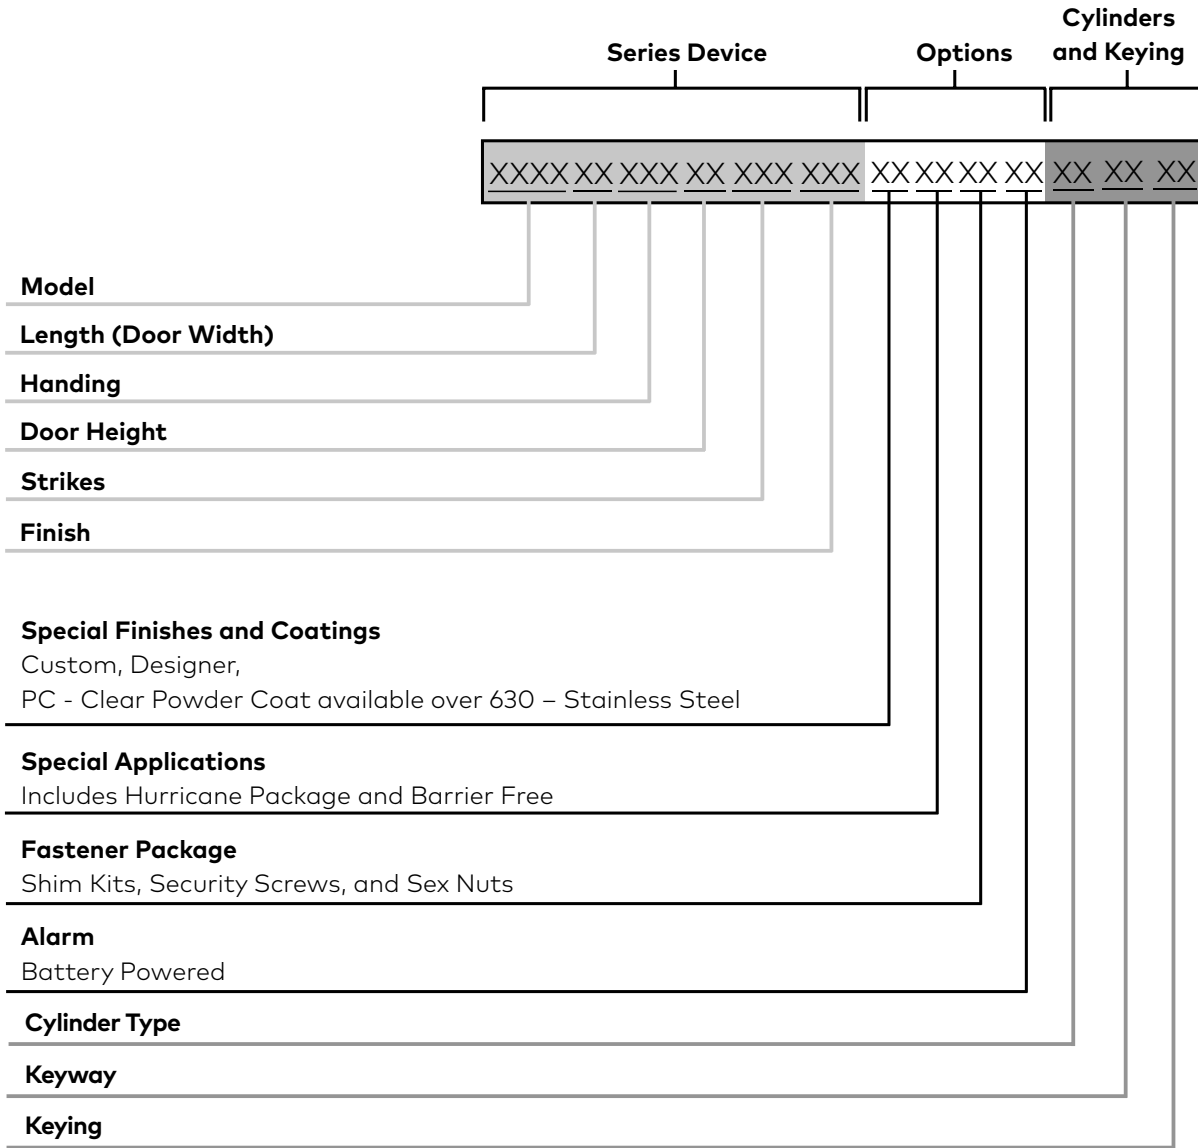 Cylinders
Series Device Options and Keying
XXXX XX XXX XX XXX XXX XX XX XX XX XX XX XX
Model
Length (Door Width)
Handing
Door Height
Strikes
Finish
Special Finishes and Coatings
Custom, Designer,
PC - Clear Powder Coat available over 630 – Stainless Steel
Special Applications
Includes Hurricane Package and Barrier Free
Fastener Package
Shim Kits, Security Screws, and Sex Nuts
Alarm
Battery Powered
Cylinder Type
Keyway
Keying